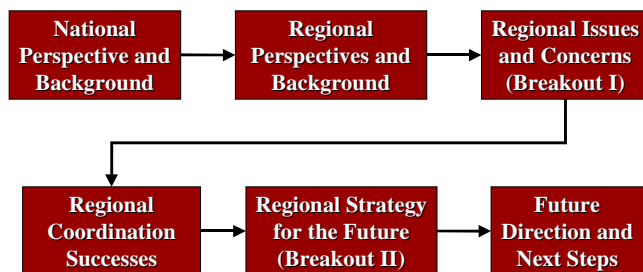 National
Perspective and
Background
Regional
Perspectives and
Background
Regional Issues
and Concerns
(Breakout I)
Regional
Coordination
Successes
Regional Strategy
for the Future
(Breakout II)
Future
Direction and
Next Steps